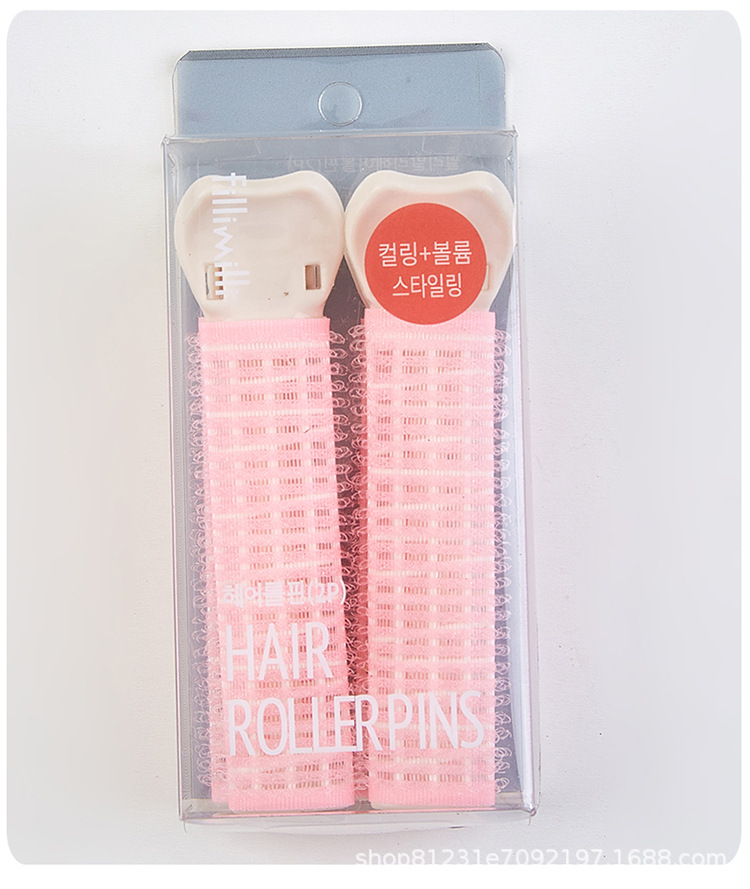 fillimilli
컬링+볼륨
스타일링
헤어롤핀(2P)
HAIR
ROLLER PINS
shop81231e7092197.1688.com